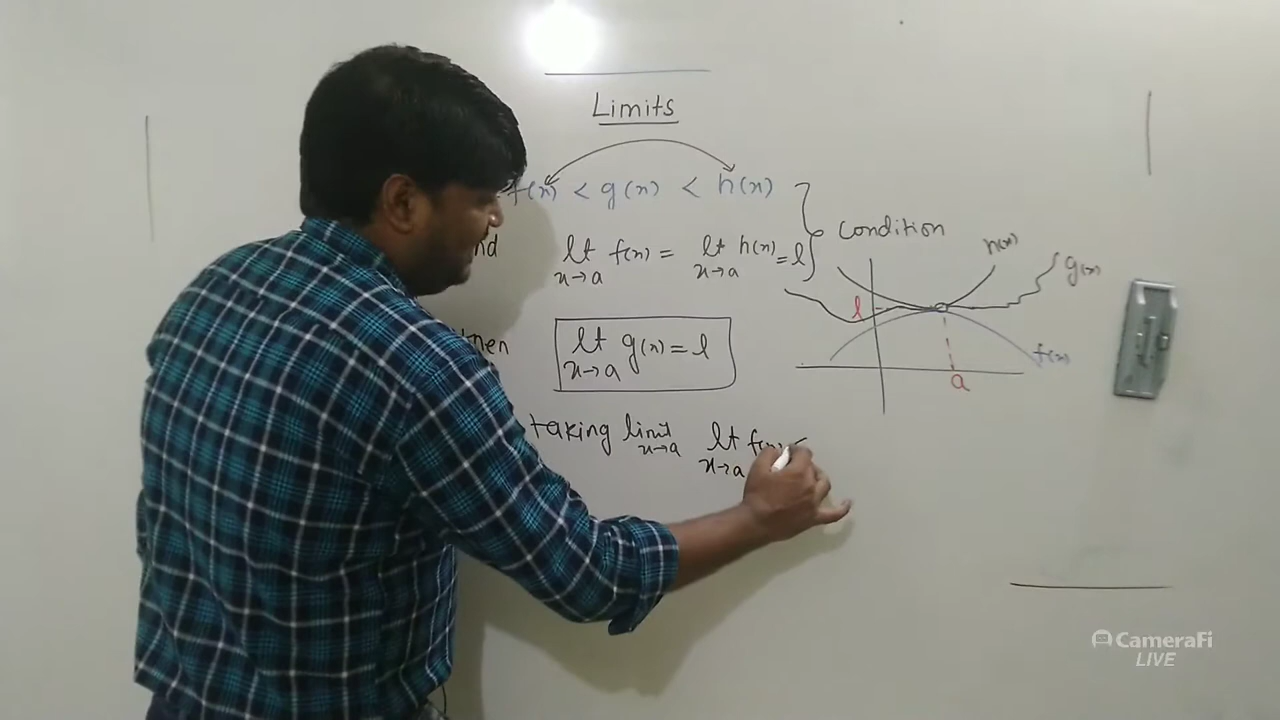 Limits
f(x) < g(x) < h(x)
condition
nd lt x→a f(x) = lt x→a h(x) = l
h(x)
g(x)
l
hen lt x→a g(x) = l
f(x)
a
taking limit x→a lt x→a f(x) <
CameraFi
LIVE